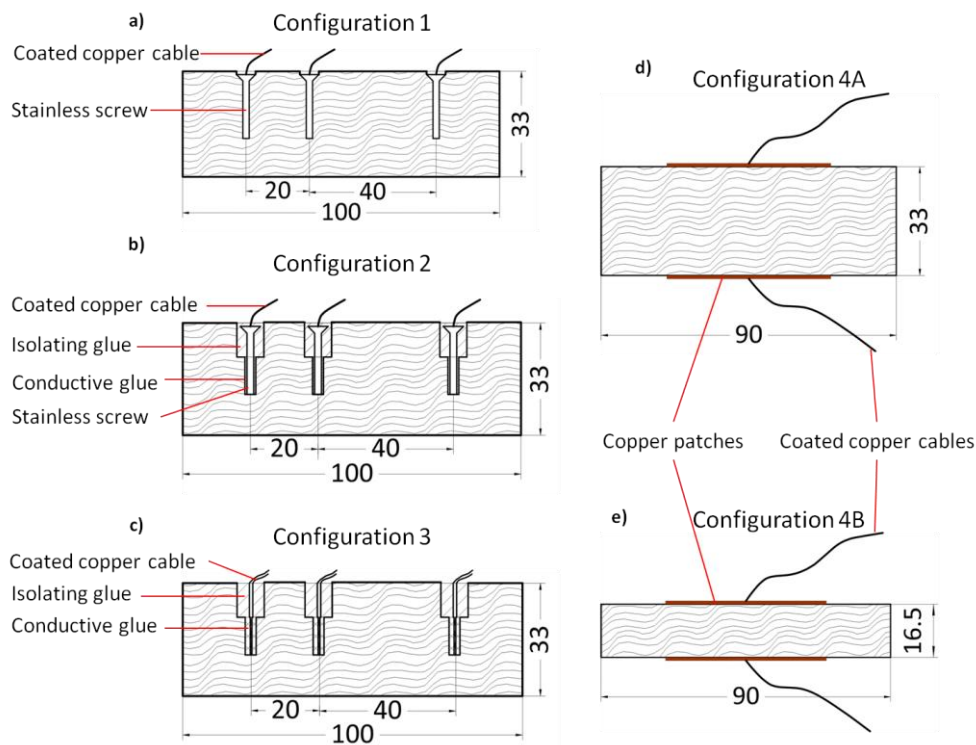 a)
Configuration 1
Coated copper cable
Stainless screw
33
20
40
100
b)
Configuration 2
Coated copper cable
Isolating glue
Conductive glue
Stainless screw
33
20
40
100
c)
Configuration 3
Coated copper cable
Isolating glue
Conductive glue
33
20
40
100
d)
Configuration 4A
33
90
Copper patches
Coated copper cables
e)
Configuration 4B
16.5
90